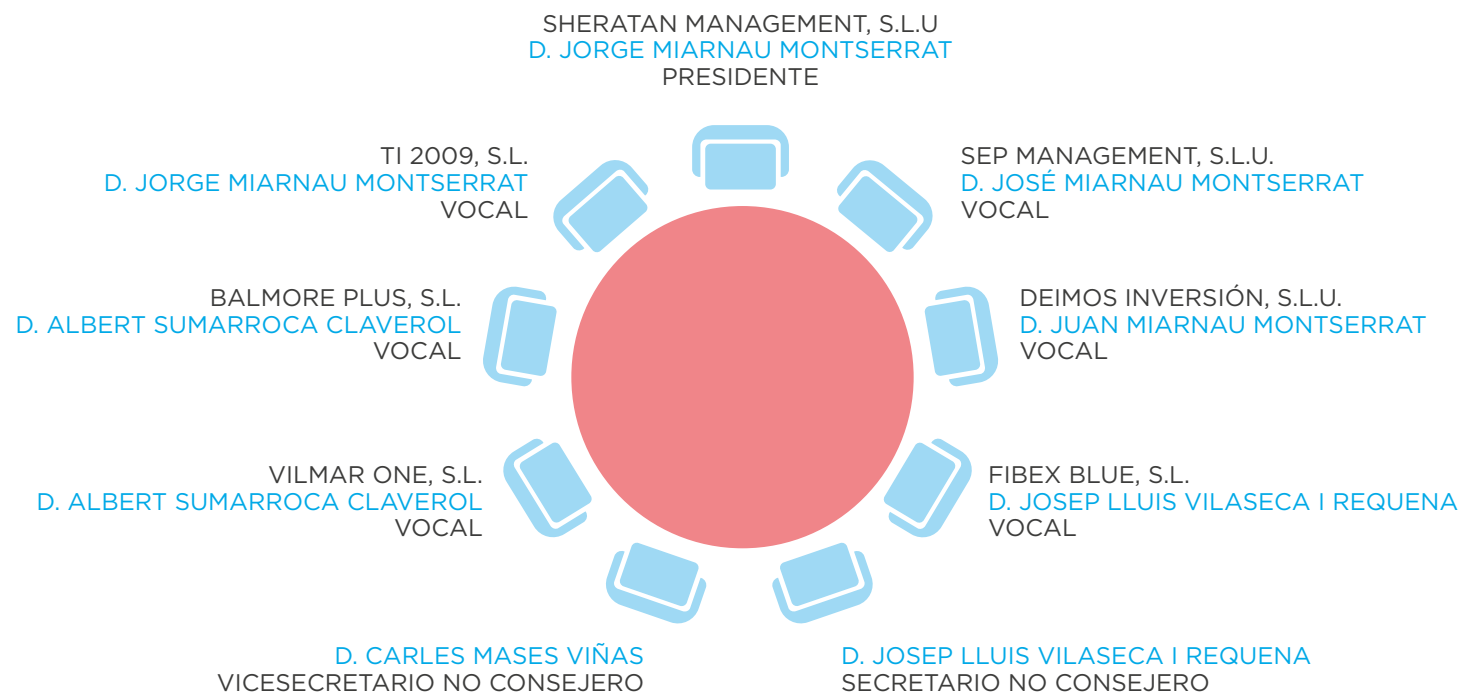 SHERATAN MANAGEMENT, S.L.U
D. JORGE MIARNAU MONTSERRAT
PRESIDENTE
TI 2009, S.L.
D. JORGE MIARNAU MONTSERRAT
VOCAL
SEP MANAGEMENT, S.L.U.
D. JOSÉ MIARNAU MONTSERRAT
VOCAL
BALMORE PLUS, S.L.
D. ALBERT SUMARROCA CLAVEROL
VOCAL
DEIMOS INVERSIÓN, S.L.U.
D. JUAN MIARNAU MONTSERRAT
VOCAL
VILMAR ONE, S.L.
D. ALBERT SUMARROCA CLAVEROL
VOCAL
FIBEX BLUE, S.L.
D. JOSEP LLUIS VILASECA I REQUENA
VOCAL
D. CARLES MASES VIÑAS
VICESECRETARIO NO CONSEJERO
D. JOSEP LLUIS VILASECA I REQUENA
SECRETARIO NO CONSEJERO